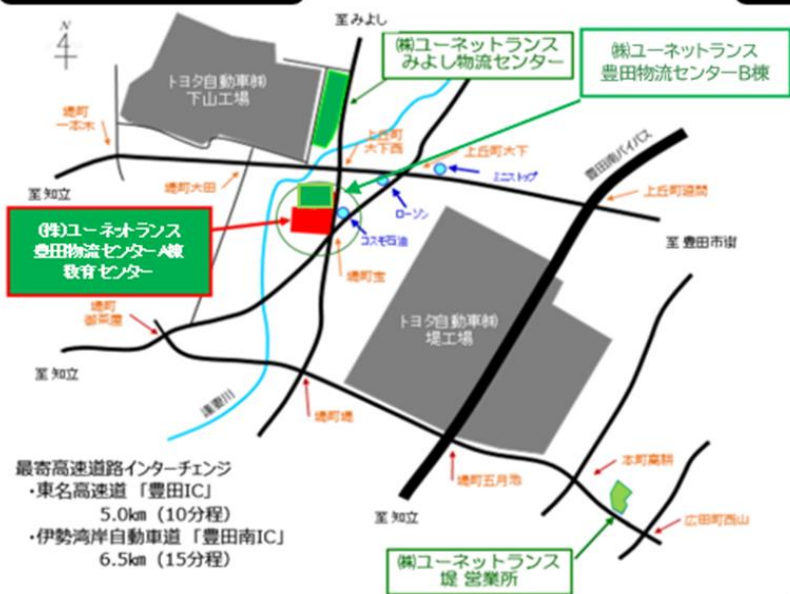 至みよし
N
㈱ユーネットランス
みよし物流センター
㈱ユーネットランス
豊田物流センターB棟
トヨタ自動車㈱
下山工場
堤町
一本木
上丘町
大下西
上丘町大下
豊田南バイパス
至 知立
堤町大田
ミニストップ
上丘町道間
ローソン
(株)ユーネットランス
豊田物流センターA棟
教育センター
コスモ石油
至 豊田市街
堤町宝
堤町
御茶屋
トヨタ自動車㈱
堤工場
至 知立
逢妻川
堤町堤
最寄高速道路インターチェンジ
・東名高速道 「豊田IC」
5.0㎞（10分程）
・伊勢湾岸自動車道 「豊田南IC」
6.5㎞（15分程）
本町高耕
堤町五月池
至 知立
広田町西山
㈱ユーネットランス
堤 営業所